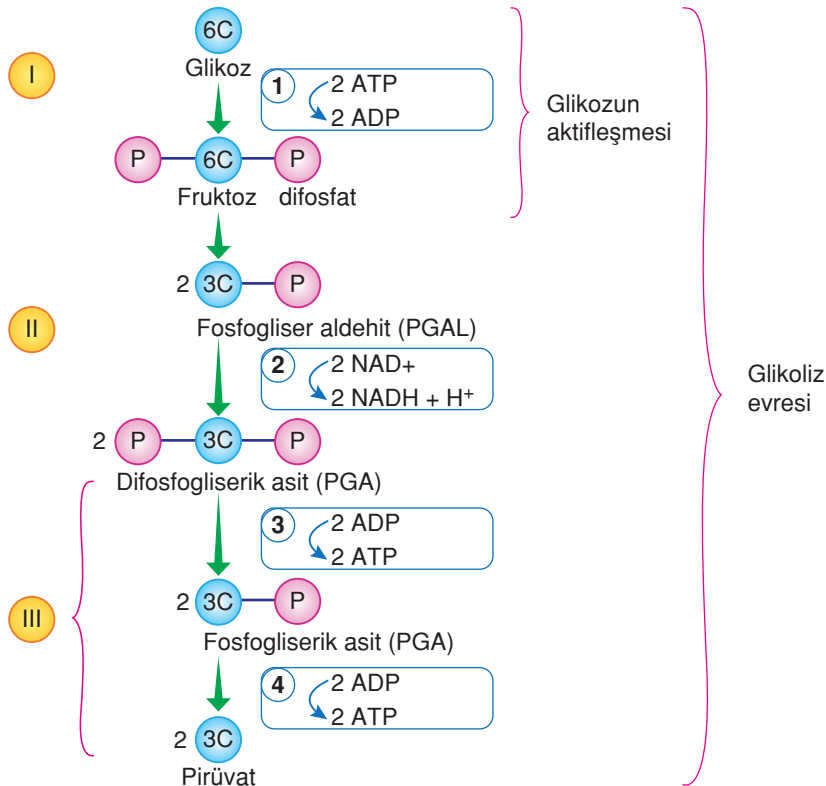 6C
Glikoz
I
1
2 ATP
2 ADP
Glikozun
aktifleşmesi
P 6C P
Fruktoz difosfat
2 3C P
II
Fosfogliser aldehit (PGAL)
2
2 NAD+
2 NADH + H+
Glikoliz
evresi
2 P 3C P
Difosfogliserik asit (PGA)
3
2 ADP
2 ATP
2 3C P
III
Fosfogliserik asit (PGA)
4
2 ADP
2 ATP
2 3C
Pirüvat